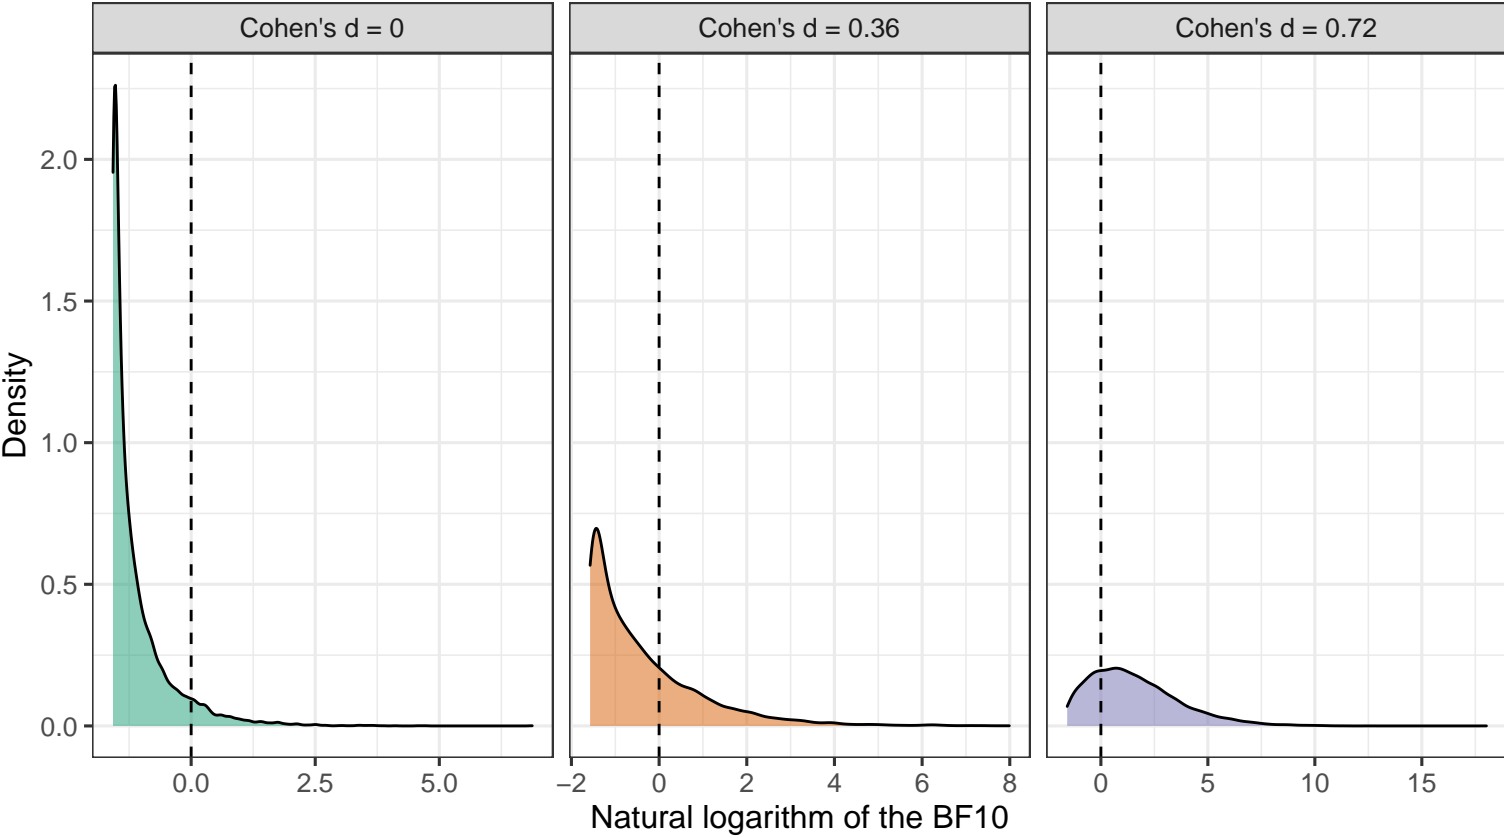 Cohen's d = 0
Cohen's d = 0.36
Cohen's d = 0.72
Density
2.0
1.5
1.0
0.5
0.0
0.0 2.5 5.0
−2 0 2 4 6 8
0 5 10 15
Natural logarithm of the BF10